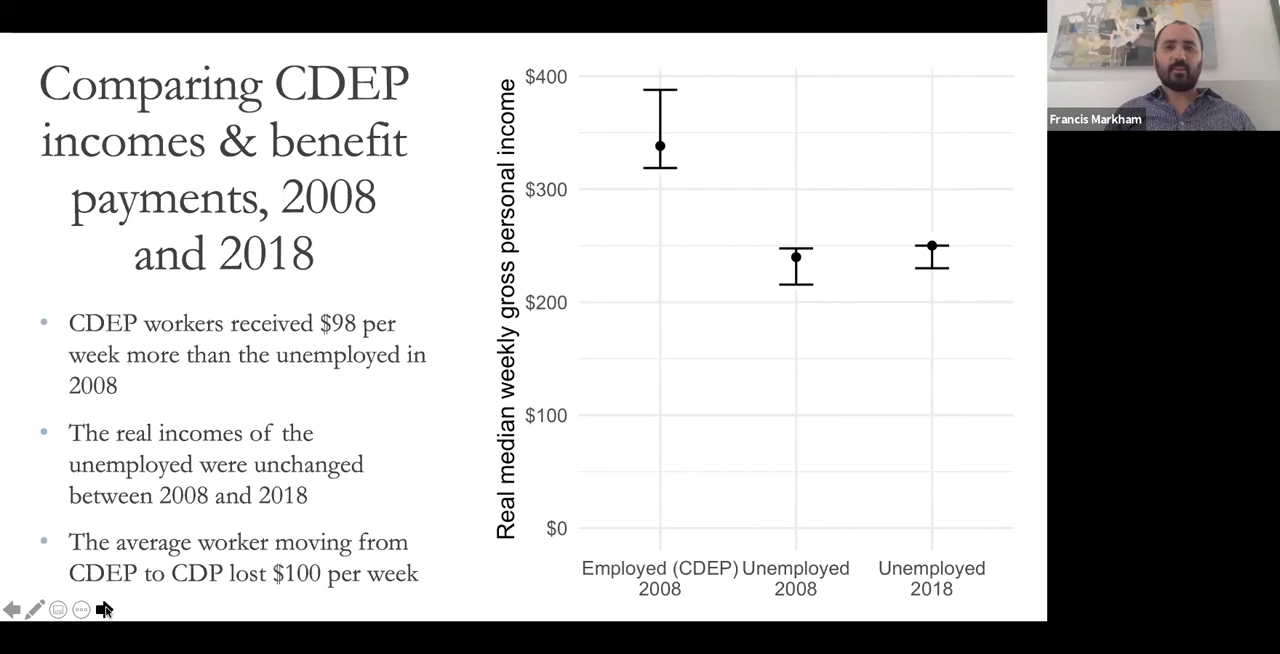 Comparing CDEP
incomes & benefit
payments, 2008
and 2018
• CDEP workers received $98 per
week more than the unemployed in
2008
• The real incomes of the
unemployed were unchanged
between 2008 and 2018
• The average worker moving from
CDEP to CDP lost $100 per week
Real median weekly gross personal income
$400
$300
$200
$100
$0
Employed (CDEP) Unemployed Unemployed
2008 2008 2018
Francis Markham